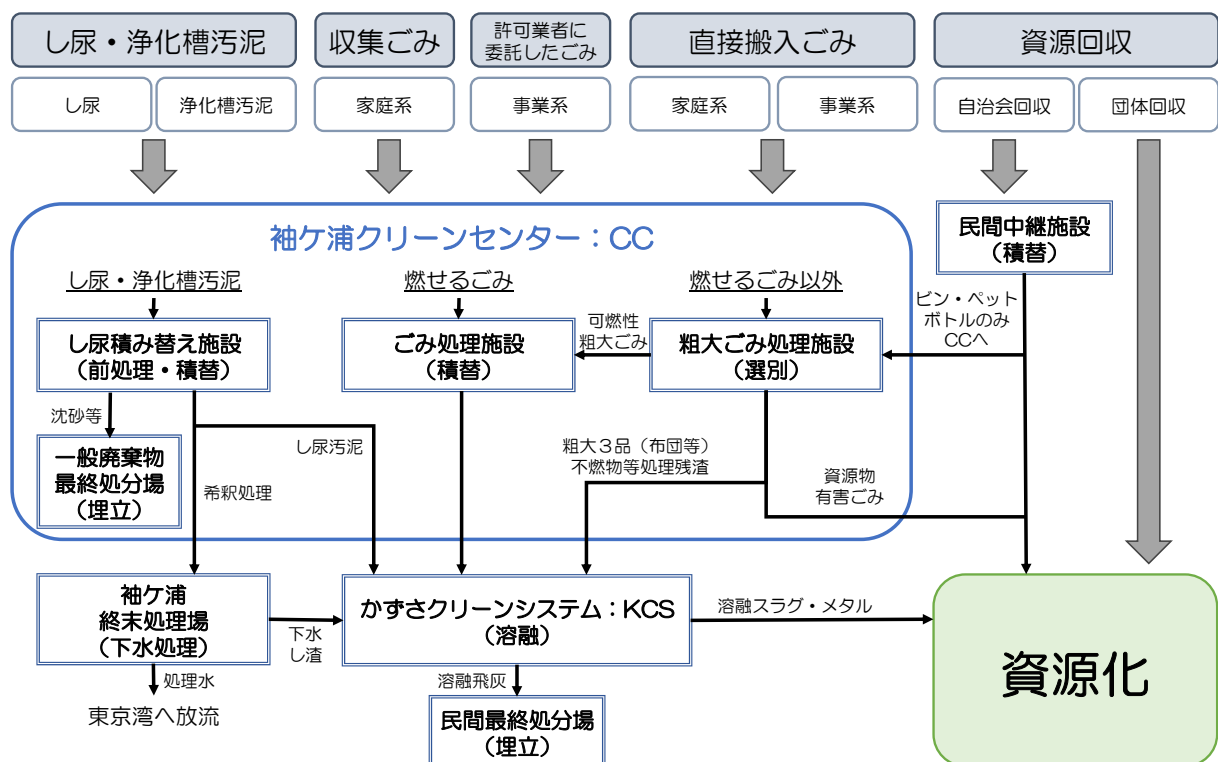 し尿・浄化槽汚泥
収集ごみ
許可業者に
委託したごみ
直接搬入ごみ
資源回収
し尿
浄化槽汚泥
家庭系
事業系
家庭系
事業系
自治会回収
団体回収
袖ケ浦クリーンセンター：CC
民間中継施設
（積替）
し尿・浄化槽汚泥
燃せるごみ
燃せるごみ以外
ビン・ペット
ボトルのみ
CCへ
し尿積み替え施設
（前処理・積替）
ごみ処理施設
（積替）
可燃性
粗大ごみ
粗大ごみ処理施設
（選別）
沈砂等
一般廃棄物
最終処分場
（埋立）
希釈処理
し尿汚泥
粗大３品（布団等）
不燃物等処理残渣
資源物
有害ごみ
袖ケ浦
終末処理場
（下水処理）
下水
し渣
かずさクリーンシステム：KCS
（溶融）
溶融スラグ・メタル
資源化
処理水
東京湾へ放流
溶融飛灰
民間最終処分場
（埋立）